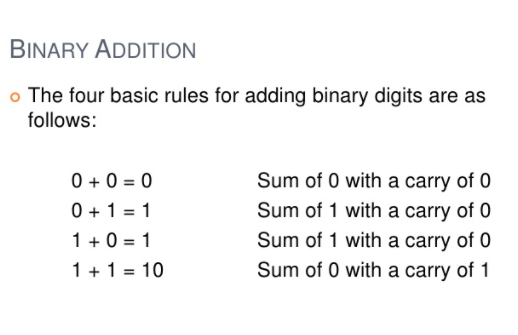 BINARY ADDITION
The four basic rules for adding binary digits are as
follows:
0 + 0 = 0 Sum of 0 with a carry of 0
0 + 1 = 1 Sum of 1 with a carry of 0
1 + 0 = 1 Sum of 1 with a carry of 0
1 + 1 = 10 Sum of 0 with a carry of 1